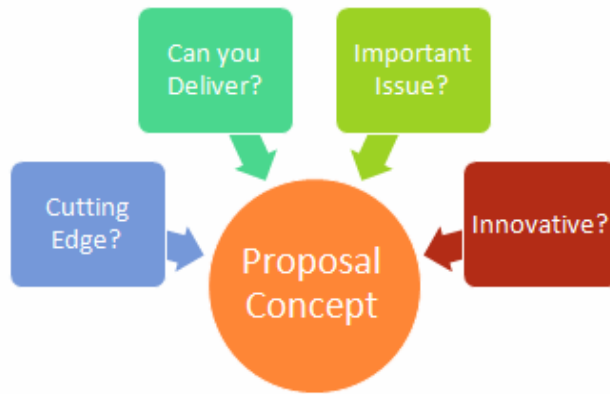 Can you
Deliver?
Important
Issue?
Cutting
Edge?
Innovative?
Proposal
Concept